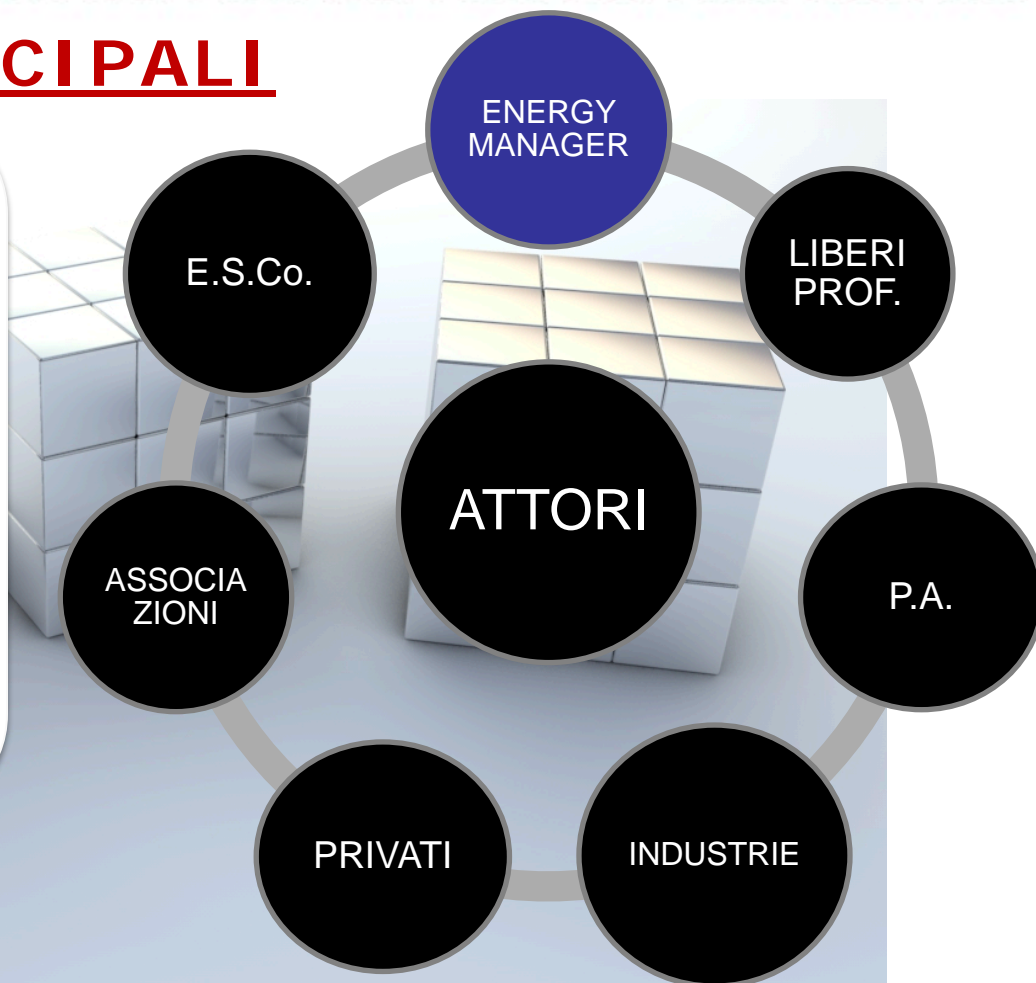 CIPALI
ENERGY
MANAGER
LIBERI
PROF.
P.A.
INDUSTRIE
PRIVATI
ASSOCIA
ZIONI
E.S.Co.
ATTORI